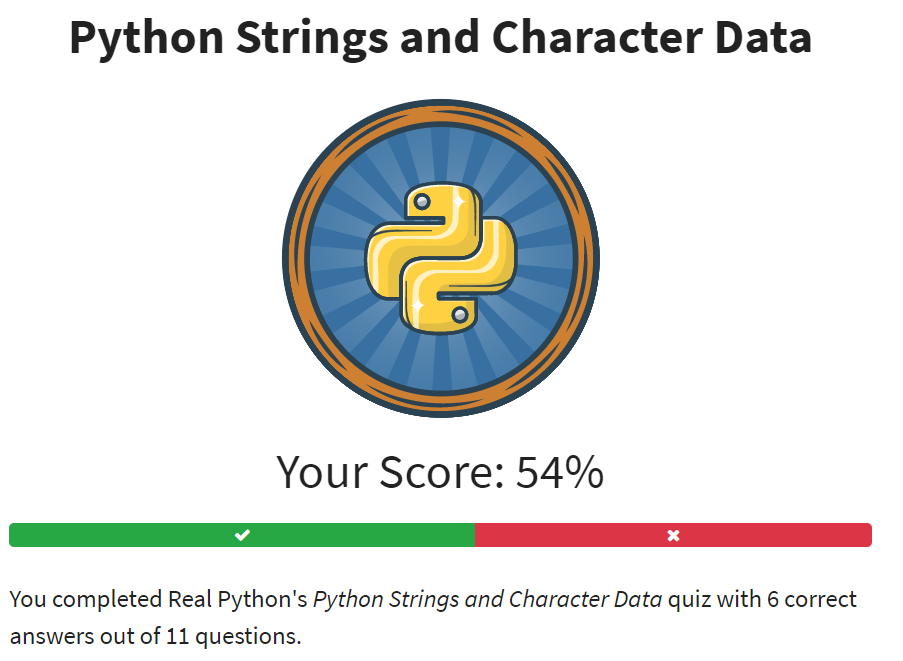 Python Strings and Character Data
Your Score: 54%
You completed Real Python's Python Strings and Character Data quiz with 6 correct
answers out of 11 questions.